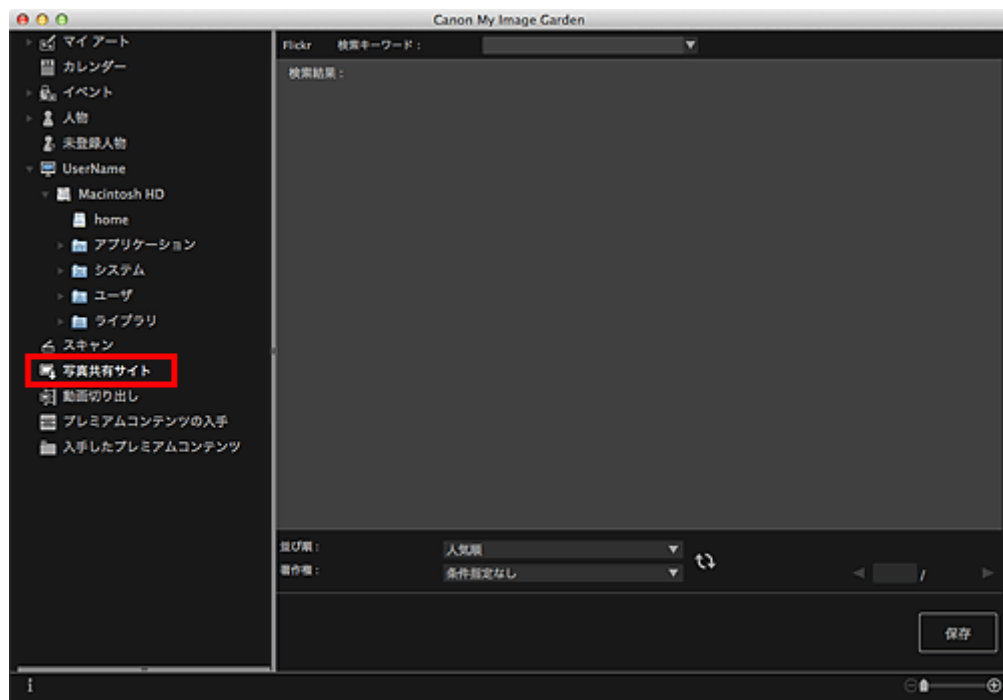 Canon My Image Garden
マイ アート
カレンダー
イベント
人物
未登録人物
UserName
Macintosh HD
home
アプリケーション
システム
ユーザ
ライブラリ
スキャン
写真共有サイト
動画切り出し
プレミアムコンテンツの入手
入手したプレミアムコンテンツ
Flickr 検索キーワード：
検索結果：
並び順： 人気順
著作権： 条件指定なし
/
保存